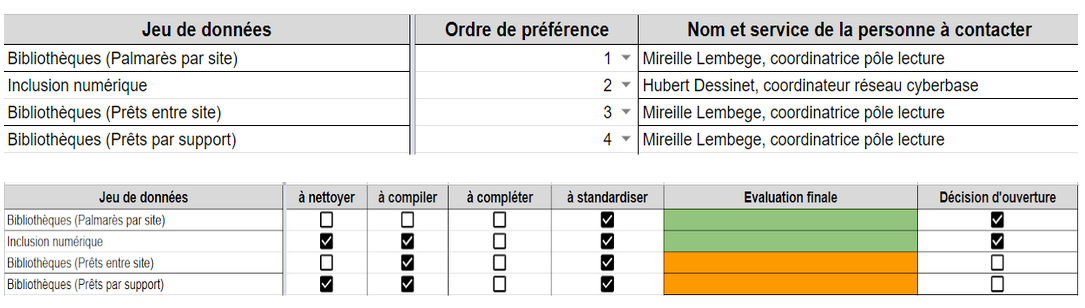 Jeu de données Ordre de préférence Nom et service de la personne à contacter
Bibliothèques (Palmarès par site) 1 Mireille Lembege, coordinatrice pôle lecture
Inclusion numérique 2 Hubert Dessinet, coordinateur réseau cyberbase
Bibliothèques (Prêts entre site) 3 Mireille Lembege, coordinatrice pôle lecture
Bibliothèques (Prêts par support) 4 Mireille Lembege, coordinatrice pôle lecture
Jeu de données à nettoyer à compiler à compléter à standardiser Evaluation finale Décision d'ouverture
Bibliothèques (Palmarès par site)
Inclusion numérique
Bibliothèques (Prêts entre site)
Bibliothèques (Prêts par support)